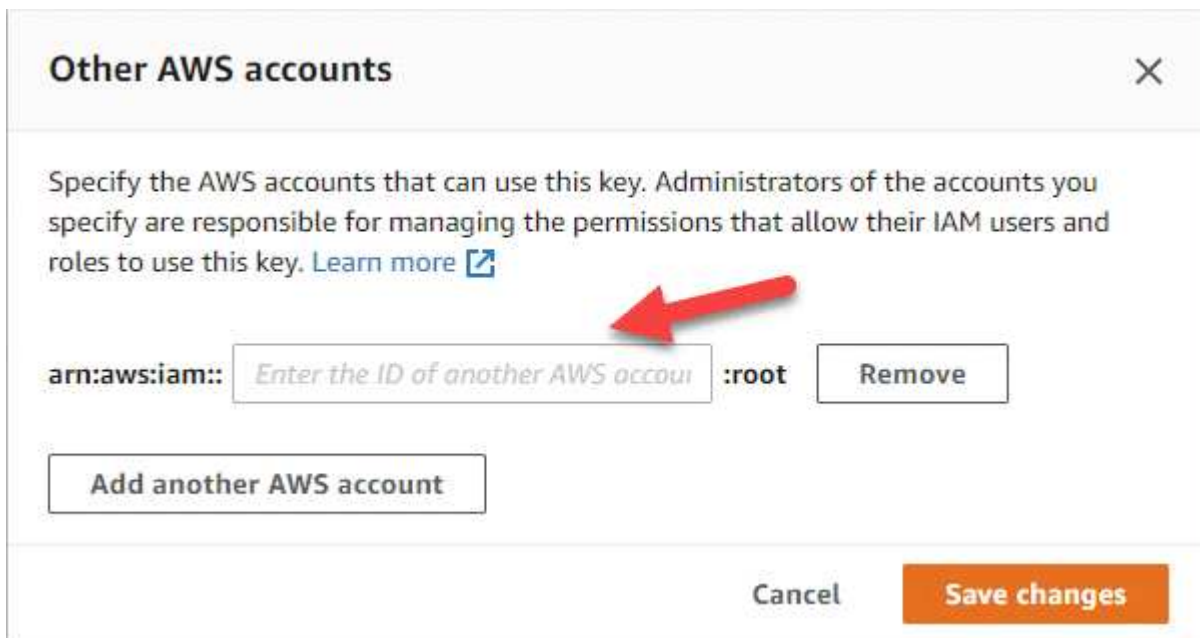 Other AWS accounts
Specify the AWS accounts that can use this key. Administrators of the accounts you
specify are responsible for managing the permissions that allow their IAM users and
roles to use this key. Learn more
arn:aws:iam:: Enter the ID of another AWS accou :root Remove
Add another AWS account
Cancel Save changes